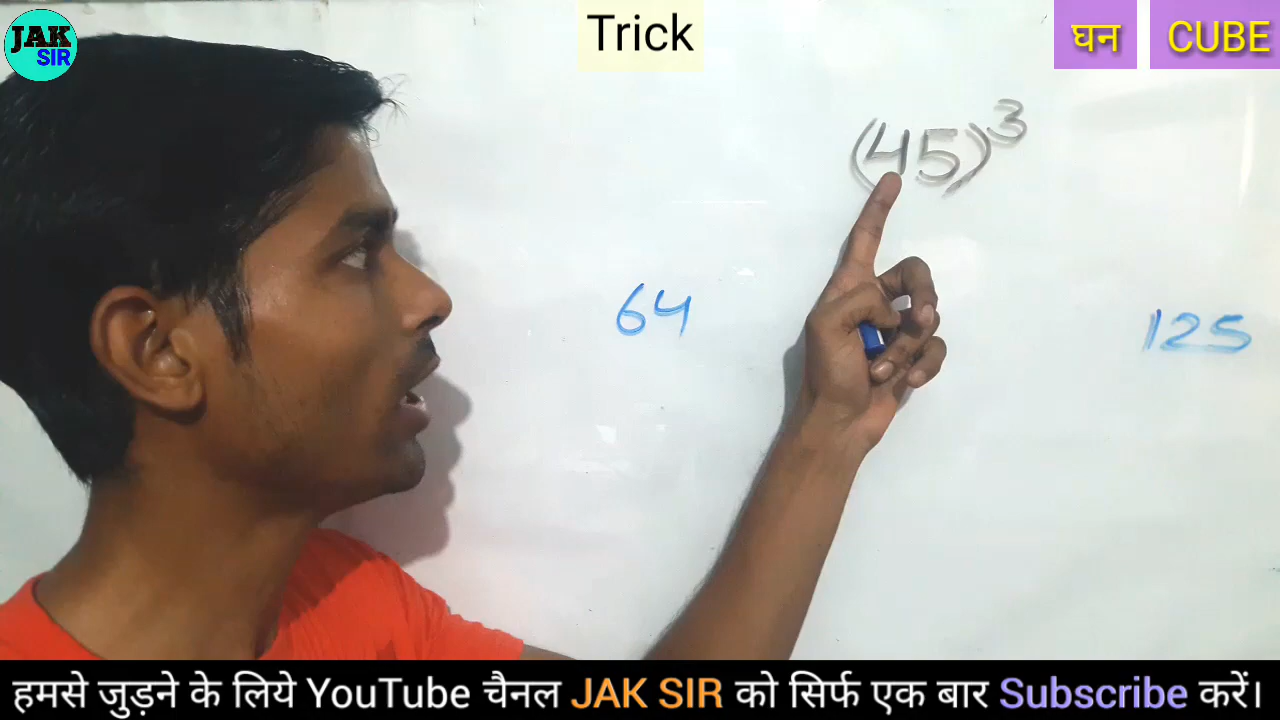 JAK
SIR
Trick
घन
CUBE
(45)³
64
125
हमसे जुड़ने के लिये YouTube चैनल JAK SIR को सिर्फ एक बार Subscribe करें।